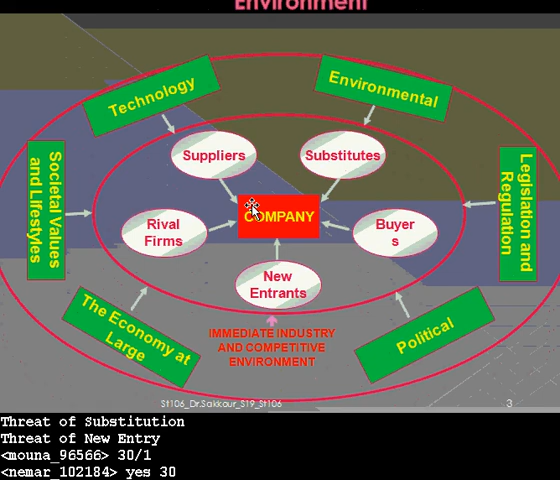 Environment
Technology
Environmental
Suppliers
Substitutes
Societal Values
and Lifestyles
Legislation and
Regulation
COMPANY
Rival
Firms
Buyer
s
New
Entrants
The Economy at
Large
Political
IMMEDIATE INDUSTRY
AND COMPETITIVE
ENVIRONMENT
St106_Dr.Sakkour_S19_St106
3
Threat of Substitution
Threat of New Entry
<mouna_96566> 30/1
<nemar_102184> yes 30